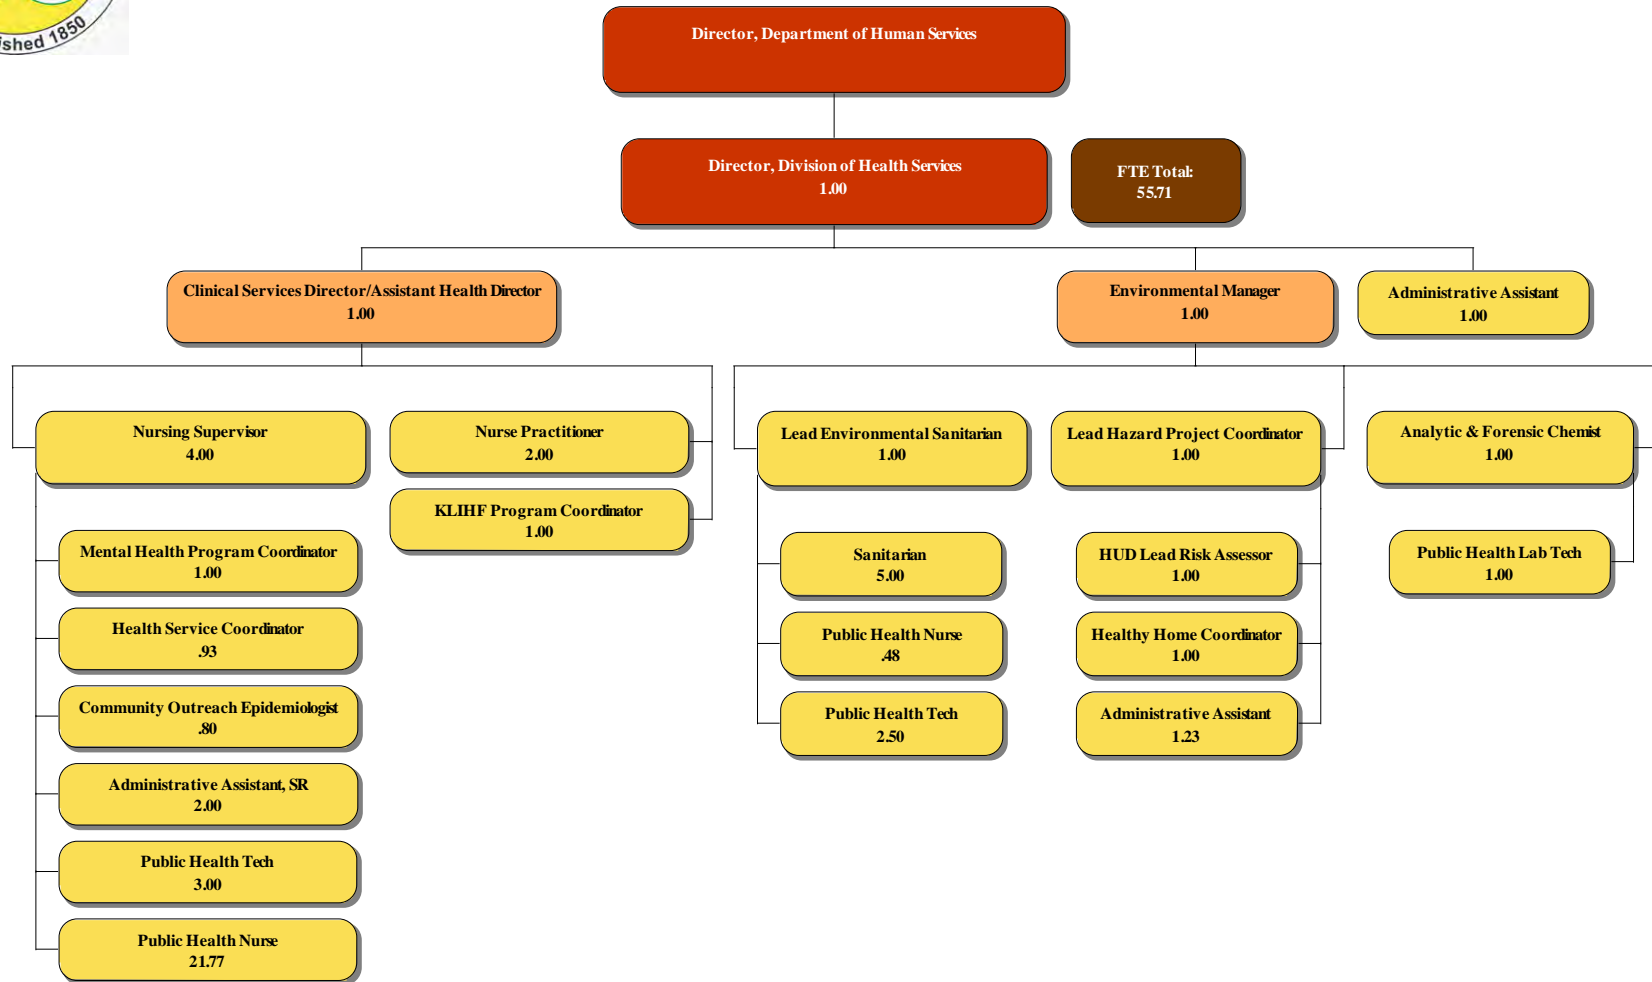 ished 1850
Director, Department of Human Services
Director, Division of Health Services
1.00
FTE Total:
55.71
Clinical Services Director/Assistant Health Director
1.00
Environmental Manager
1.00
Administrative Assistant
1.00
Nursing Supervisor
4.00
Nurse Practitioner
2.00
KLIHF Program Coordinator
1.00
Mental Health Program Coordinator
1.00
Health Service Coordinator
.93
Community Outreach Epidemiologist
.80
Administrative Assistant, SR
2.00
Public Health Tech
3.00
Public Health Nurse
21.77
Lead Environmental Sanitarian
1.00
Sanitarian
5.00
Public Health Nurse
.48
Public Health Tech
2.50
Lead Hazard Project Coordinator
1.00
HUD Lead Risk Assessor
1.00
Healthy Home Coordinator
1.00
Administrative Assistant
1.23
Analytic & Forensic Chemist
1.00
Public Health Lab Tech
1.00